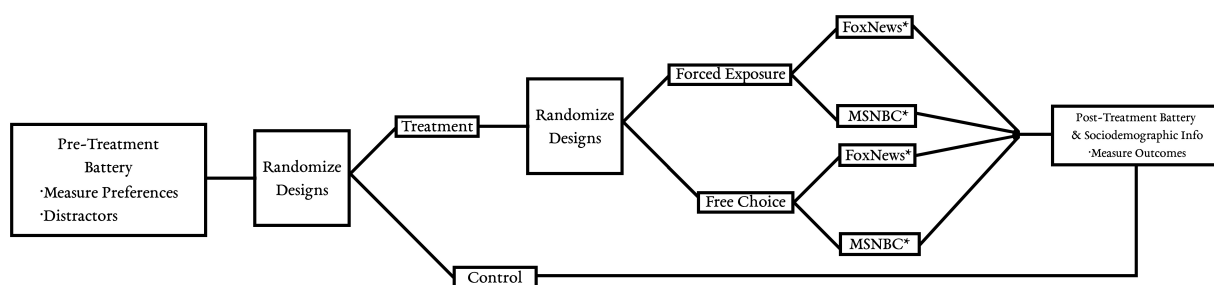 Pre-Treatment
Battery
·Measure Preferences
·Distractors
Randomize
Designs
Treatment
Control
Randomize
Designs
Forced Exposure
Free Choice
FoxNews*
MSNBC*
FoxNews*
MSNBC*
Post-Treatment Battery
& Sociodemographic Info
·Measure Outcomes